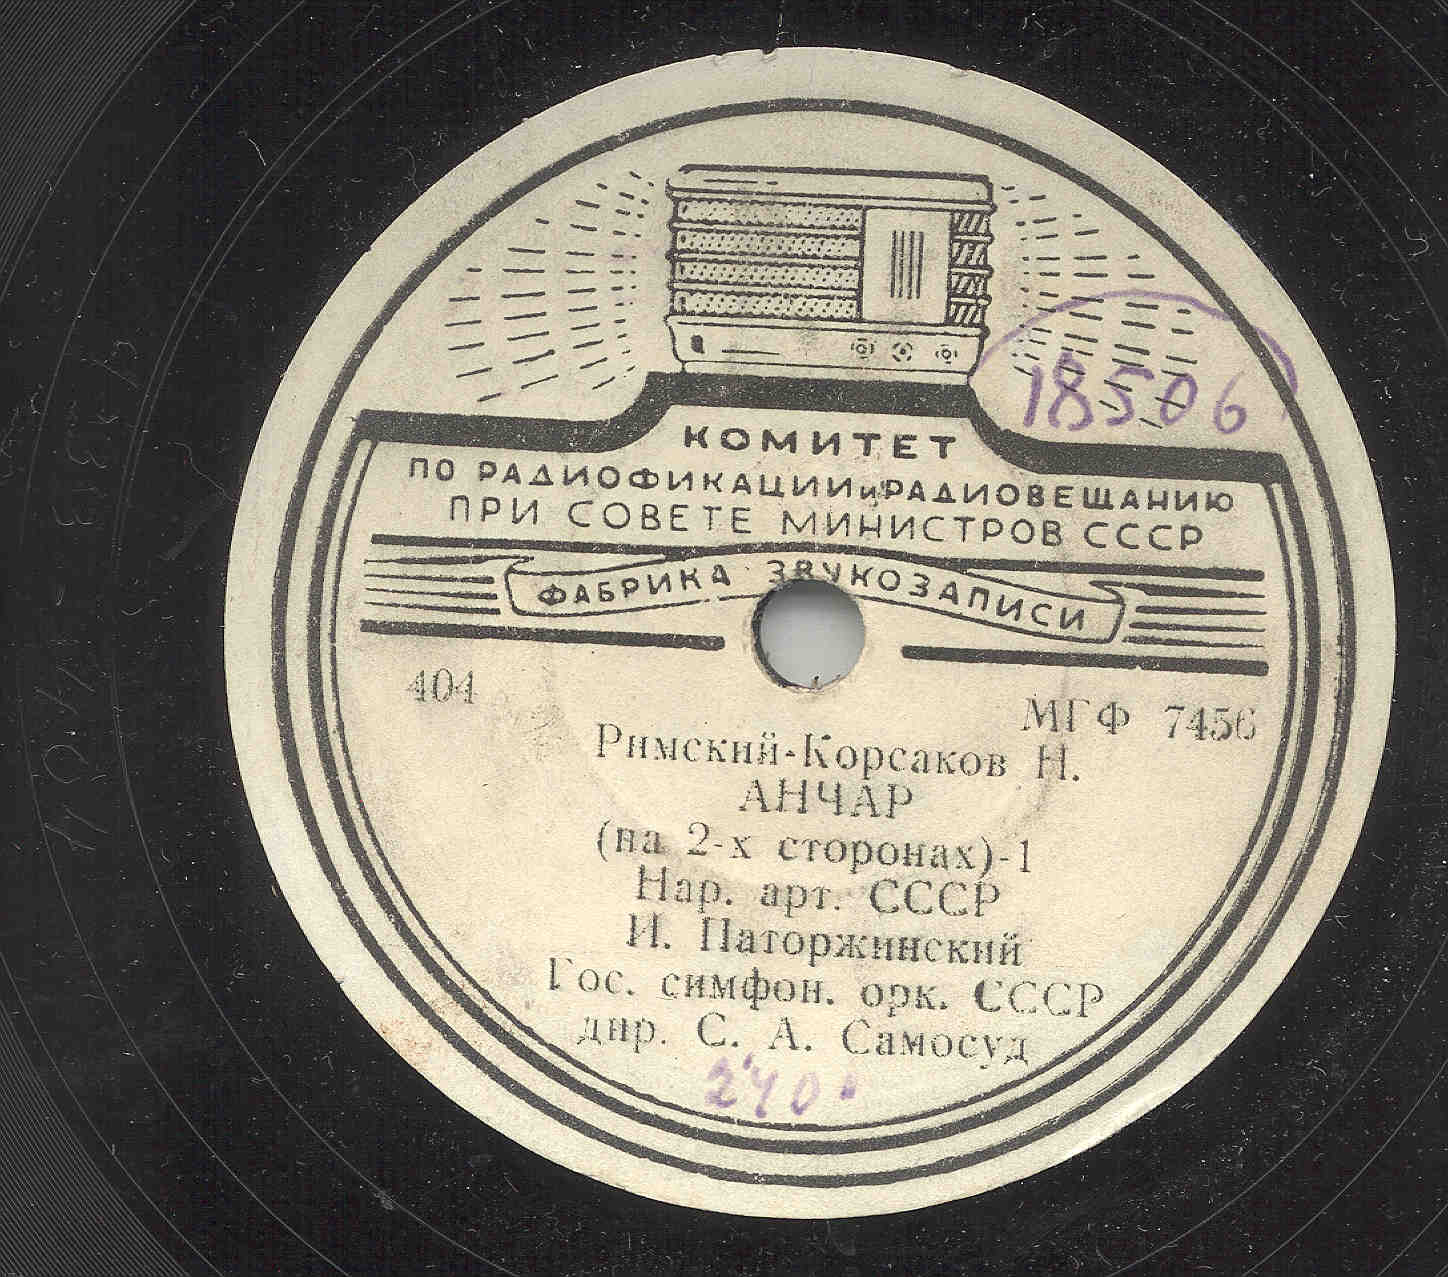 18506
КОМИТЕТ
ПО РАДИОФИКАЦИИ и РАДИОВЕЩАНИЮ
ПРИ СОВЕТЕ МИНИСТРОВ СССР
ФАБРИКА ЗВУКОЗАПИСИ
404
МГФ 7456
Римский-Корсаков Н.
АНЧАР
(на 2-х сторонах)-1
Нар. арт. СССР
И. Паторжинский
Гос. симфон. орк. СССР
дир. С. А. Самосуд